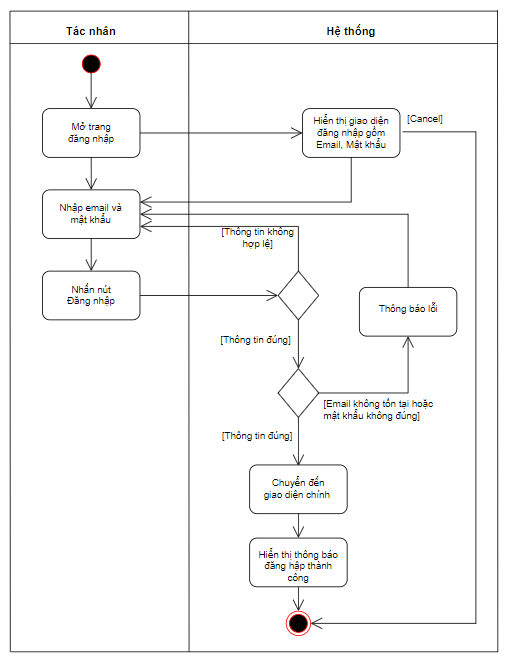 Tác nhân
Hệ thống
Mở trang
đăng nhập
Hiển thị giao diện
đăng nhập gồm
Email, Mật khẩu
[Cancel]
Nhập email và
mật khẩu
[Thông tin không
hợp lệ]
Nhấn nút
Đăng nhập
Thông báo lỗi
[Thông tin đúng]
[Email không tồn tại hoặc
mật khẩu không đúng]
[Thông tin đúng]
Chuyển đến
giao diện chính
Hiển thị thông báo
đăng hập thành
công